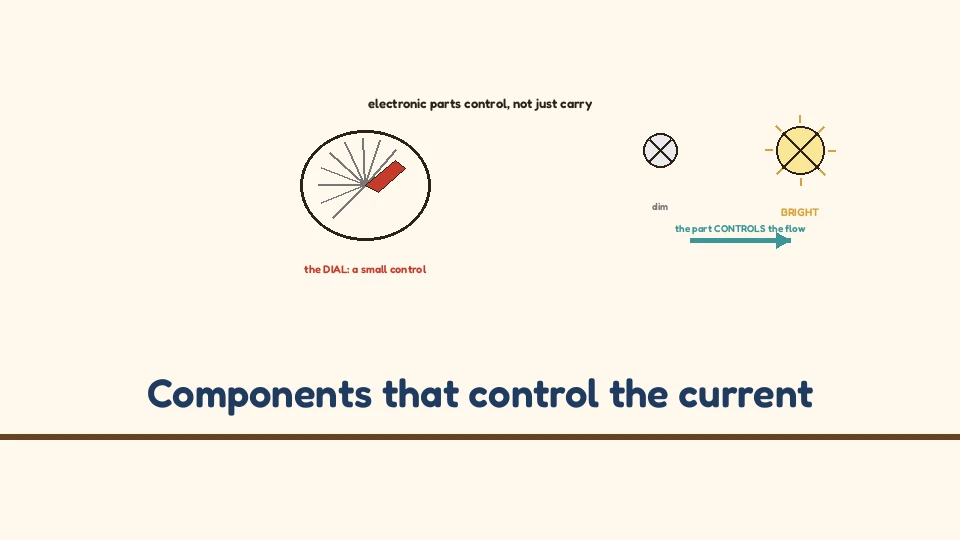 electronic parts control, not just carry
dim
BRIGHT
the part CONTROLS the flow
the DIAL: a small control
Components that control the current